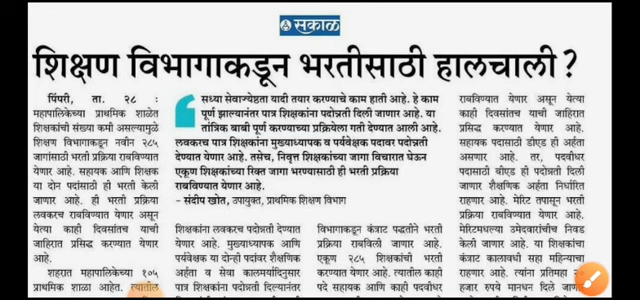 सकाळ
शिक्षण विभागाकडून भरतीसाठी हालचाली ?
पिंपरी, ता. २८ :
महापालिकेच्या प्राथमिक शाळेत
शिक्षकांची संख्या कमी असल्यामुळे
शिक्षण विभागाकडून नवीन २८५
जागांसाठी भरती प्रक्रिया राबविण्यात
येणार आहे. सहायक आणि शिक्षक
या दोन पदांसाठी ही भरती केली
जाणार आहे. ही भरती प्रक्रिया
लवकरच राबविण्यात येणार असून
येत्या काही दिवसांतच याची
जाहिरात प्रसिद्ध करण्यात येणार
आहे.
शहरात महापालिकेच्या १०५
प्राथमिक शाळा आहेत. त्यातील
सध्या सेवाज्येष्ठता यादी तयार करण्याचे काम हाती आहे. हे काम
पूर्ण झाल्यानंतर पात्र शिक्षकांना पदोन्नती दिली जाणार आहे. या
तांत्रिक बाबी पूर्ण करण्याच्या प्रक्रियेला गती देण्यात आली आहे.
लवकरच पात्र शिक्षकांना मुख्याध्यापक व पर्यवेक्षक पदावर पदोन्नती
देण्यात येणार आहे. तसेच, निवृत्त शिक्षकांच्या जागा विचारात घेऊन
एकूण शिक्षकांच्या रिक्त जागा भरण्यासाठी ही भरती प्रक्रिया
राबविण्यात येणार आहे.
- संदीप खोत, उपायुक्त, प्राथमिक शिक्षण विभाग
शिक्षकांना लवकरच पदोन्नती देण्यात
येणार आहे. मुख्याध्यापक आणि
पर्यवेक्षक या दोन्ही पदांवर शैक्षणिक
अर्हता व सेवा कालमर्यादेनुसार
पात्र शिक्षकांना पदोन्नती दिल्यानंतर
विभागाकडून कंत्राट पद्धतीने भरती
प्रक्रिया राबविली जाणार आहे.
एकूण २८५ शिक्षकांची भरती
करण्यात येणार आहे. त्यातील काही
पदे सहायक आणि काही पदवीधर
राबविण्यात येणार असून येत्या
काही दिवसांतच याची जाहिरात
प्रसिद्ध करण्यात येणार आहे.
सहायक पदासाठी डीएड ही अर्हता
असणार आहे. तर, पदवीधर
पदासाठी बीएड ही पदोन्नती दिली
जाणार शैक्षणिक अर्हता निर्धारित
राहणार आहे. मेरिट तपासून भरती
प्रक्रिया राबविण्यात येणार आहे.
मेरिटमधल्या उमेदवारांचीच निवड
केली जाणार आहे. या शिक्षकांचा
कंत्राट कालावधी सहा महिन्याचा
राहणार आहे. त्यांना प्रतिमहा
हजार रुपये मानधन दिले